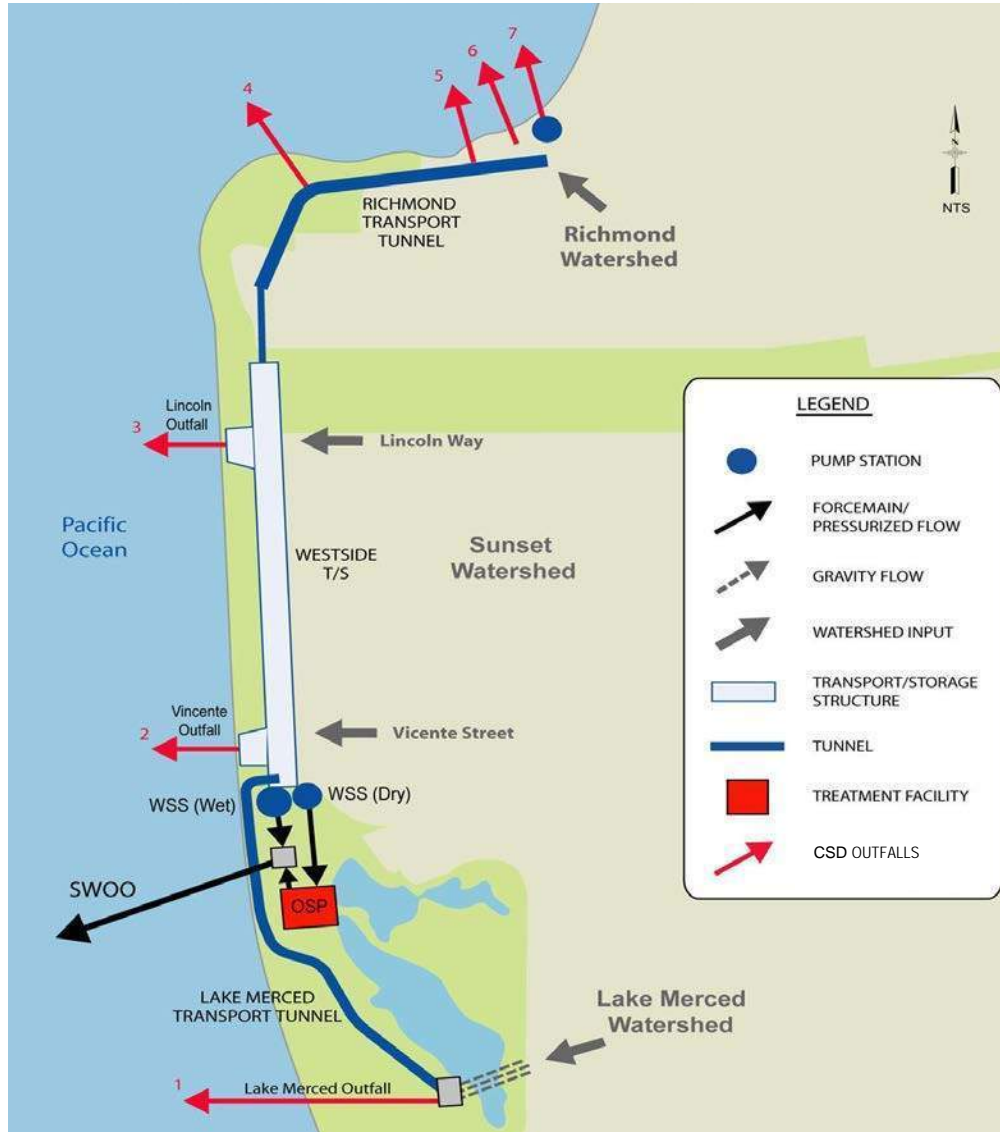 7
6
5
4
N
NTS
RICHMOND
TRANSPORT
TUNNEL
Richmond
Watershed
Lincoln
Outfall
3
Lincoln Way
Pacific
Ocean
WESTSIDE
T/S
Sunset
Watershed
Vincente
Outfall
2
Vicente Street
WSS (Wet)
WSS (Dry)
SWOO
OSP
LAKE MERCED
TRANSPORT TUNNEL
Lake Merced
Watershed
1
Lake Merced Outfall
LEGEND
PUMP STATION
FORCEMAIN/
PRESSURIZED FLOW
GRAVITY FLOW
WATERSHED INPUT
TRANSPORT/STORAGE
STRUCTURE
TUNNEL
TREATMENT FACILITY
CSD OUTFALLS